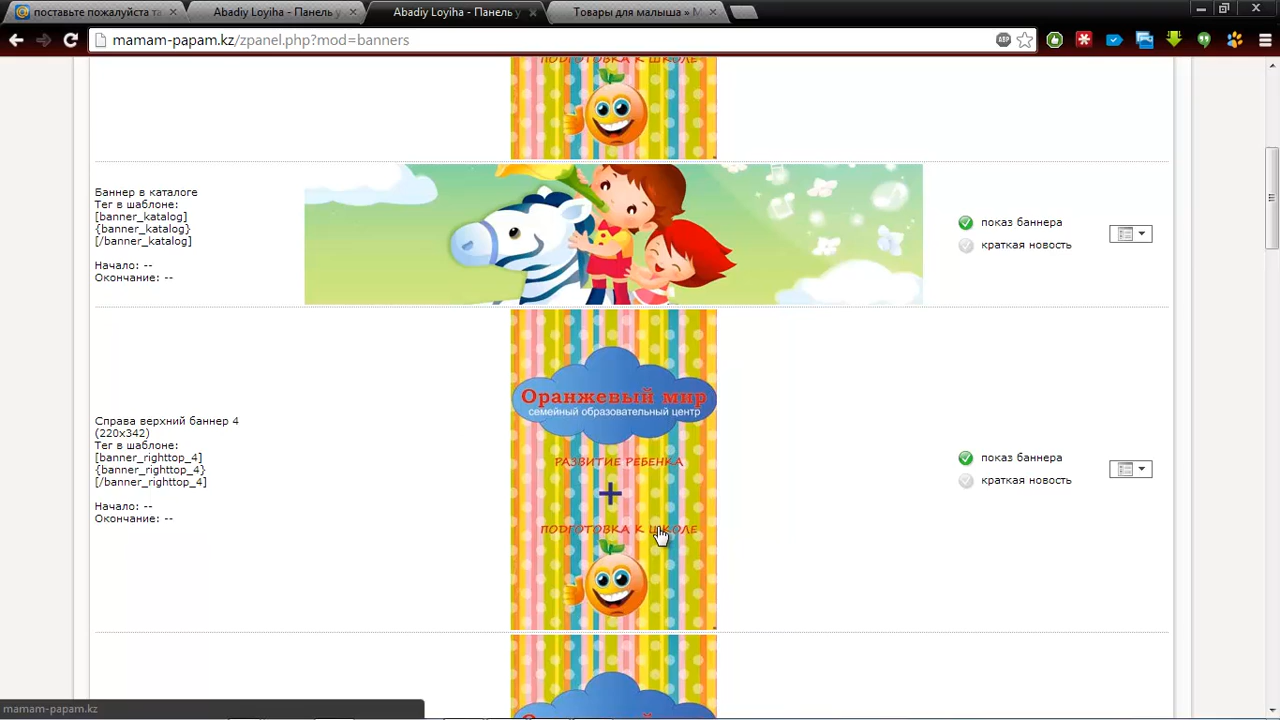 поставьте пожалуйста та
Abadiy Loyiha - Панель у
Abadiy Loyiha - Панель у
Товары для малыша » М
mamam-papam.kz/zpanel.php?mod=banners
ABP
ПОДГОТОВКА К ШКОЛЕ
Баннер в каталоге
Тег в шаблоне:
[banner_katalog]
{banner_katalog}
[/banner_katalog]
Начало: --
Окончание: --
показ баннера
краткая новость
Справа верхний баннер 4
(220x342)
Тег в шаблоне:
[banner_righttop_4]
{banner_righttop_4}
[/banner_righttop_4]
Начало: --
Окончание: --
Оранжевый мир
семейный образовательный центр
РАЗВИТИЕ РЕБЕНКА
+
ПОДГОТОВКА К ШКОЛЕ
показ баннера
краткая новость
mamam-papam.kz